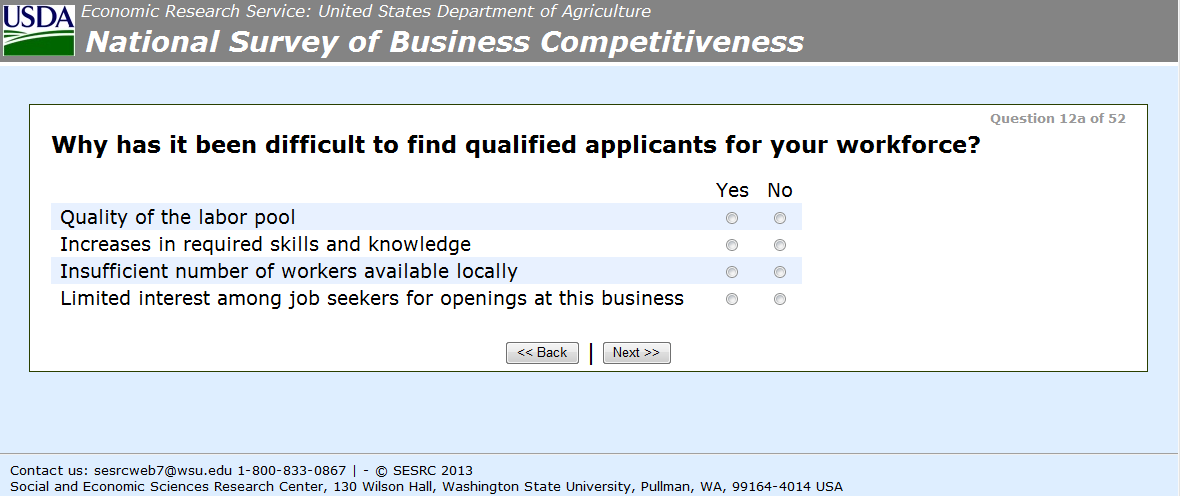 USDA
Economic Research Service: United States Department of Agriculture
National Survey of Business Competitiveness
Question 12a of 52
Why has it been difficult to find qualified applicants for your workforce?
Yes No
Quality of the labor pool
Increases in required skills and knowledge
Insufficient number of workers available locally
Limited interest among job seekers for openings at this business
<< Back | Next >>
Contact us: sesrcweb7@wsu.edu 1-800-833-0867 | - © SESRC 2013
Social and Economic Sciences Research Center, 130 Wilson Hall, Washington State University, Pullman, WA, 99164-4014 USA